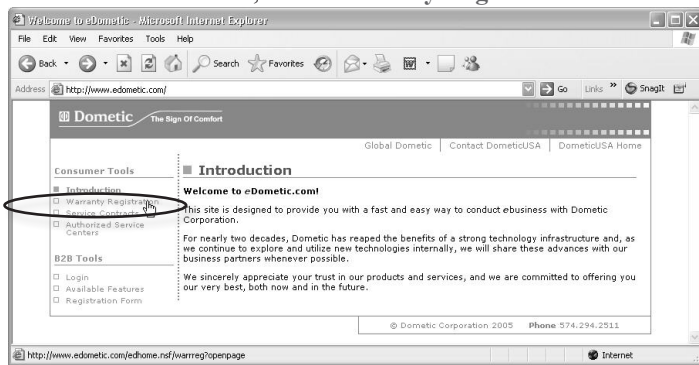 Welcome to eDometic - Microsoft Internet Explorer
File Edit View Favorites Tools Help
Back Search Favorites
Address http://www.edometic.com/ Go Links » SnagIt
Dometic The Sign Of Comfort
Global Dometic Contact DometicUSA DometicUSA Home
Consumer Tools
Introduction
Warranty Registration
Service Contracts
Authorized Service
Centers
B2B Tools
Login
Available Features
Registration Form
Introduction
Welcome to eDometic.com!
This site is designed to provide you with a fast and easy way to conduct ebusiness with Dometic
Corporation.
For nearly two decades, Dometic has reaped the benefits of a strong technology infrastructure and, as
we continue to explore and utilize new technologies internally, we will share these advances with our
business partners whenever possible.
We sincerely appreciate your trust in our products and services, and we are committed to offering you
our very best, both now and in the future.
© Dometic Corporation 2005 Phone 574.294.2511
http://www.edometic.com/edhome.nsf/warrreg?openpage Internet